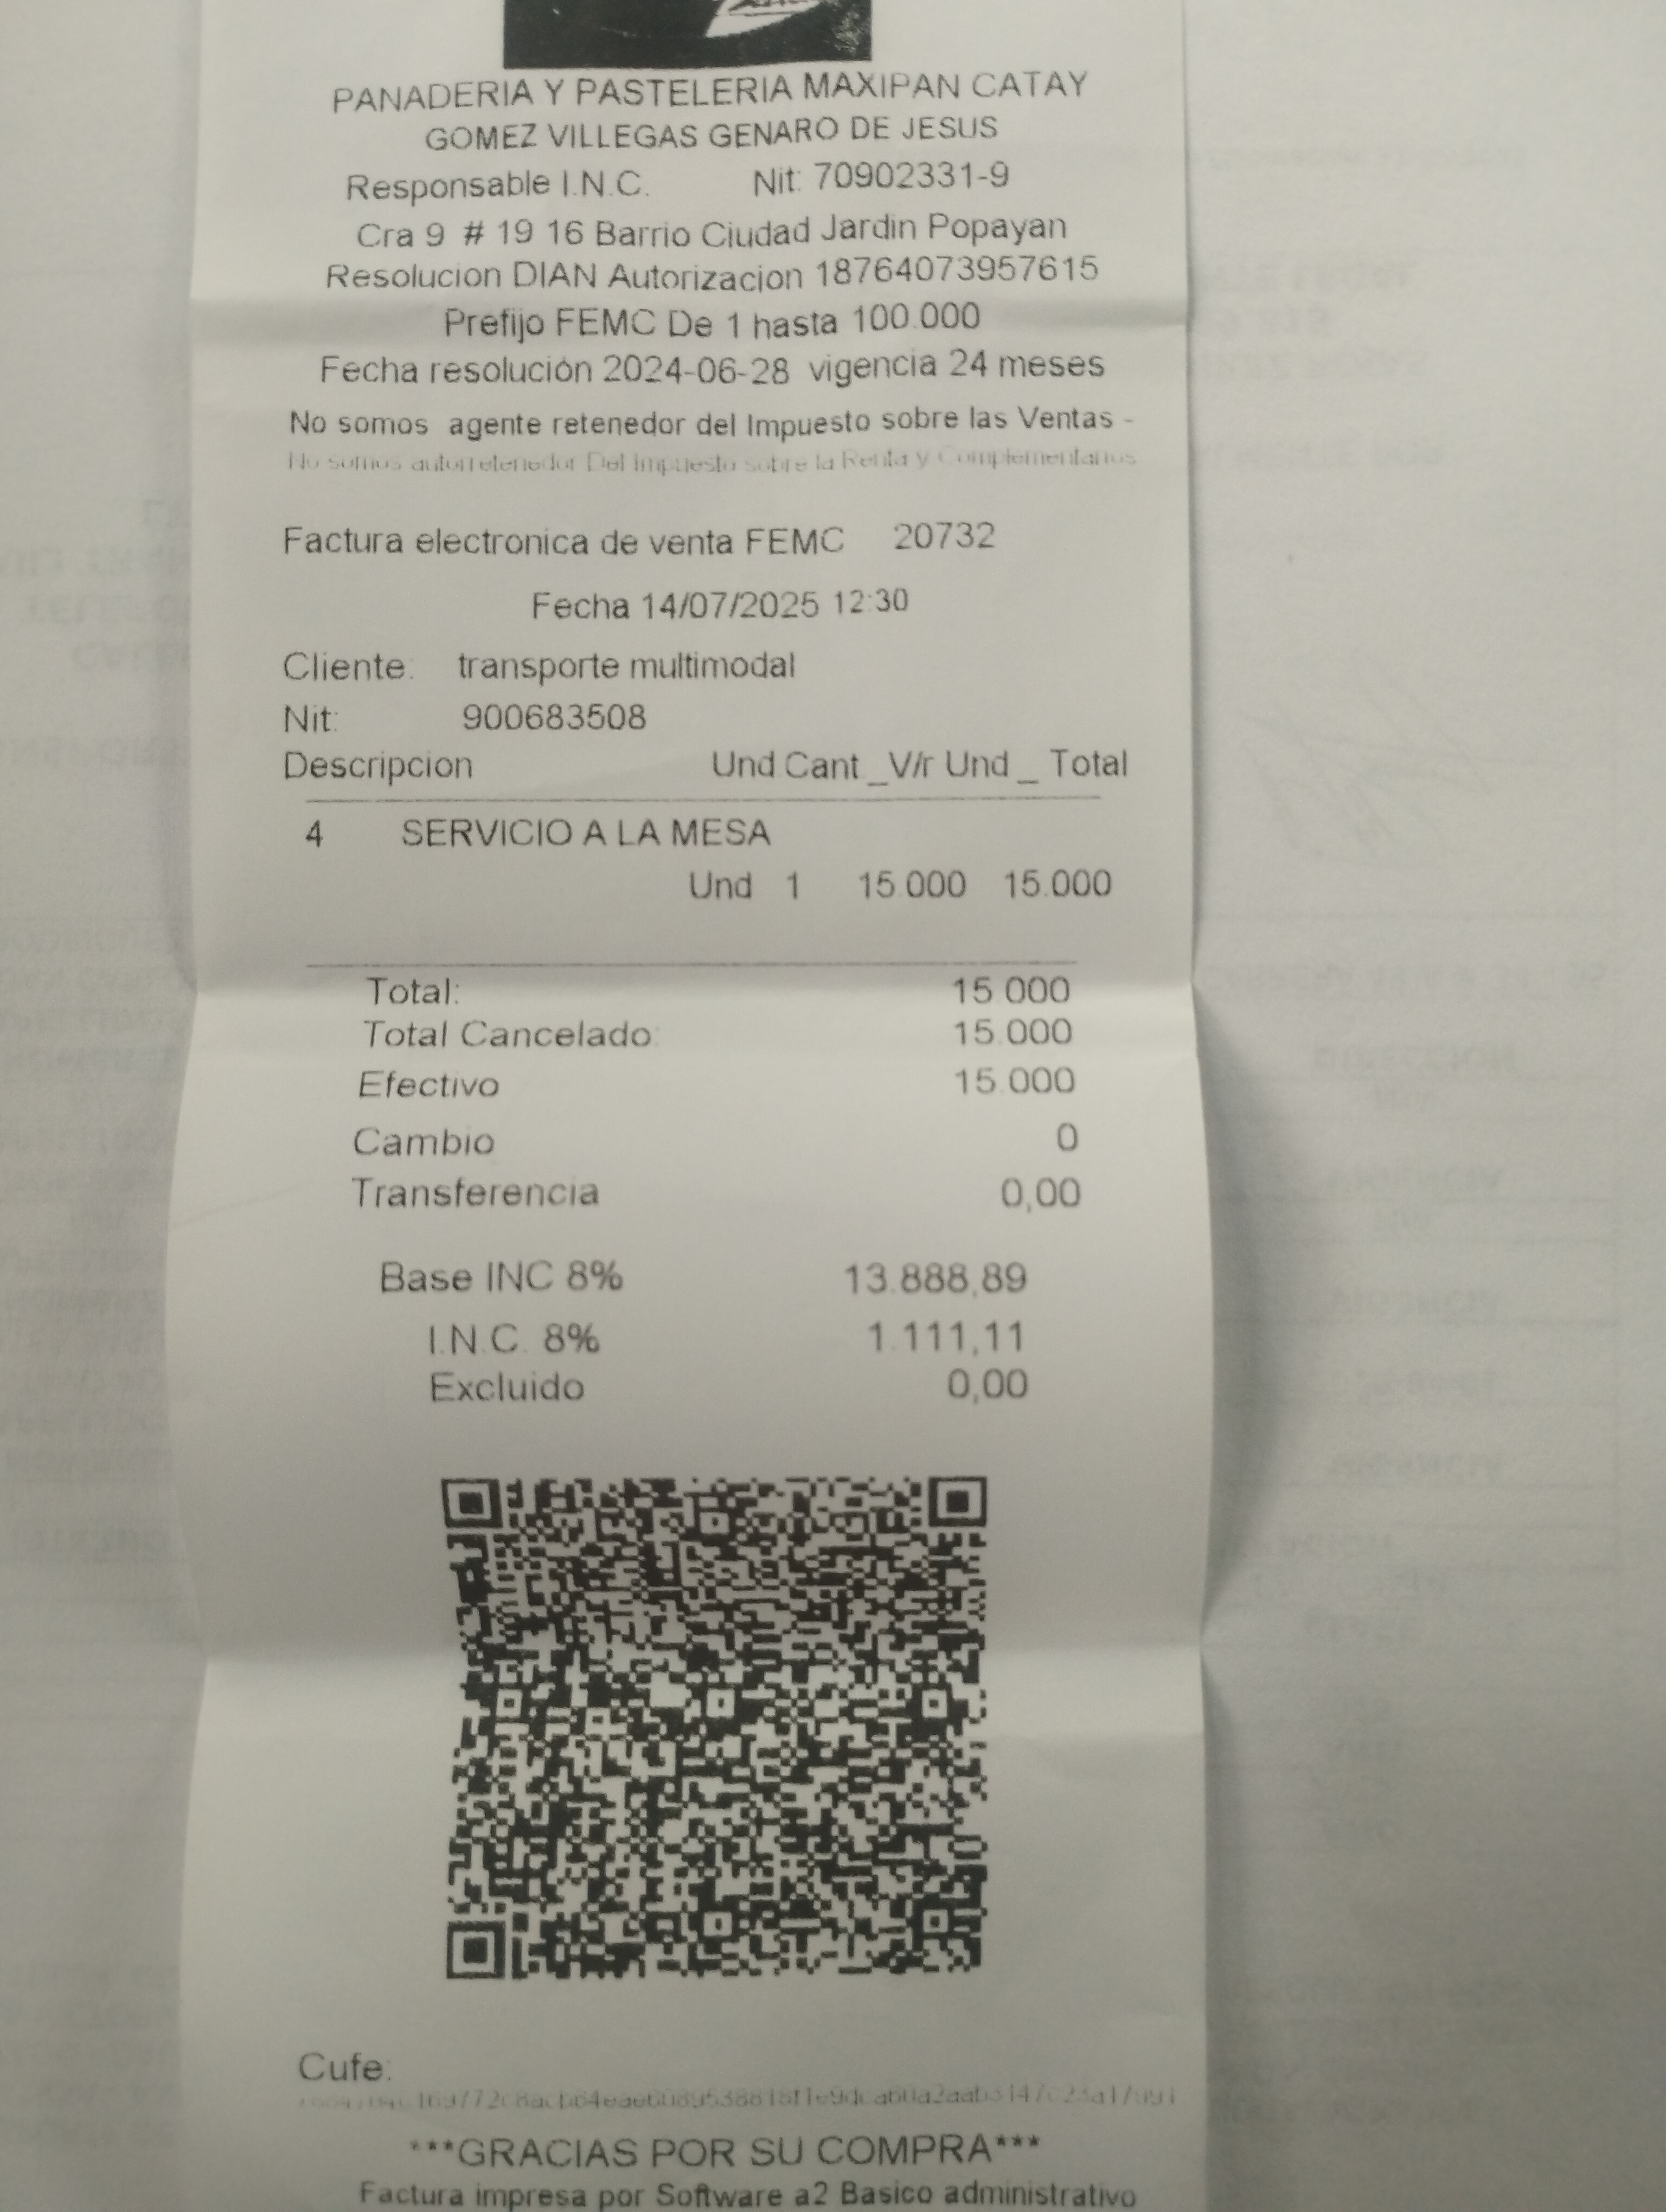 PANADERIA Y PASTELERIA MAXIPAN CATAY
GOMEZ VILLEGAS GENARO DE JESUS
Responsable I.N.C. Nit: 70902331-9
Cra 9 # 19 16 Barrio Ciudad Jardin Popayan
Resolucion DIAN Autorizacion 18764073957615
Prefijo FEMC De 1 hasta 100.000
Fecha resolución 2024-06-28 vigencia 24 meses
No somos agente retenedor del Impuesto sobre las Ventas -
No somos autorretenedor Del Impuesto sobre la Renta y Complementarios
Factura electronica de venta FEMC 20732
Fecha 14/07/2025 12:30
Cliente: transporte multimodal
Nit: 900683508
Descripcion Und.Cant _V/r Und _ Total
4 SERVICIO A LA MESA
Und 1 15.000 15.000
Total: 15.000
Total Cancelado: 15.000
Efectivo 15.000
Cambio 0
Transferencia 0,00
Base INC 8% 13.888,89
I.N.C. 8% 1.111,11
Excluido 0,00
Cufe:
***GRACIAS POR SU COMPRA***
Factura impresa por Software a2 Basico administrativo